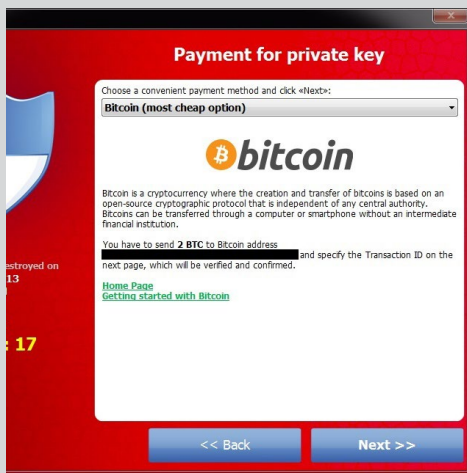 Payment for private key
Choose a convenient payment method and click «Next»:
Bitcoin (most cheap option)
bitcoin
Bitcoin is a cryptocurrency where the creation and transfer of bitcoins is based on an
open-source cryptographic protocol that is independent of any central authority.
Bitcoins can be transferred through a computer or smartphone without an intermediate
financial institution.
You have to send 2 BTC to Bitcoin address
and specify the Transaction ID on the
next page, which will be verified and confirmed.
Home Page
Getting started with Bitcoin
estroyed on
13
: 17
<< Back
Next >>